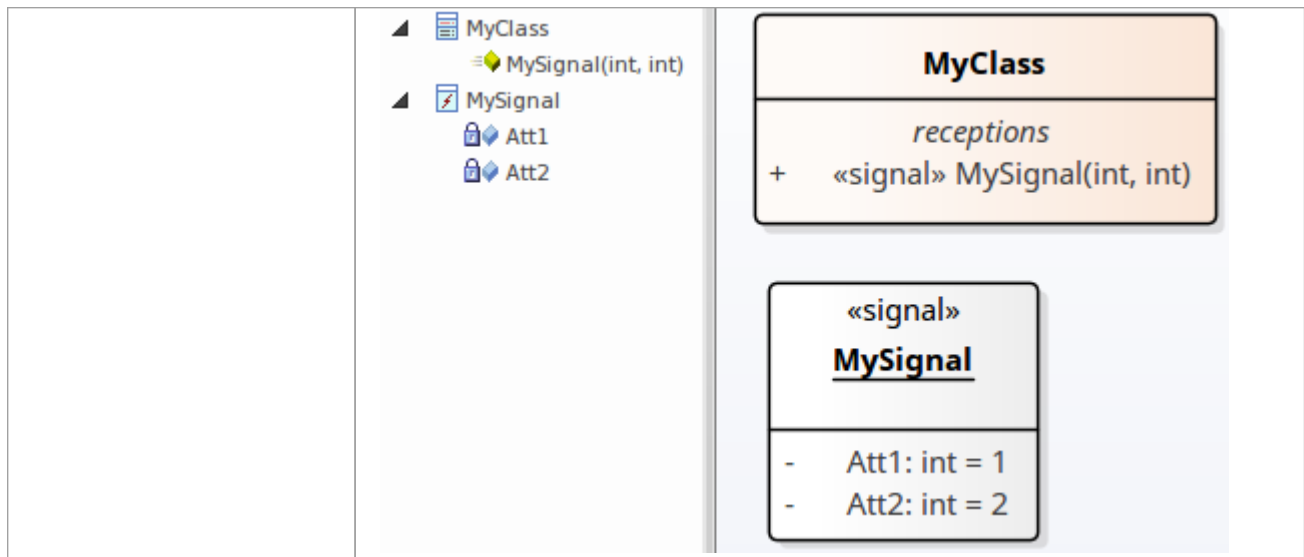 MyClass
MySignal(int, int)
MySignal
Att1
Att2
MyClass
receptions
+ «signal» MySignal(int, int)
«signal»
MySignal
- Att1: int = 1
- Att2: int = 2